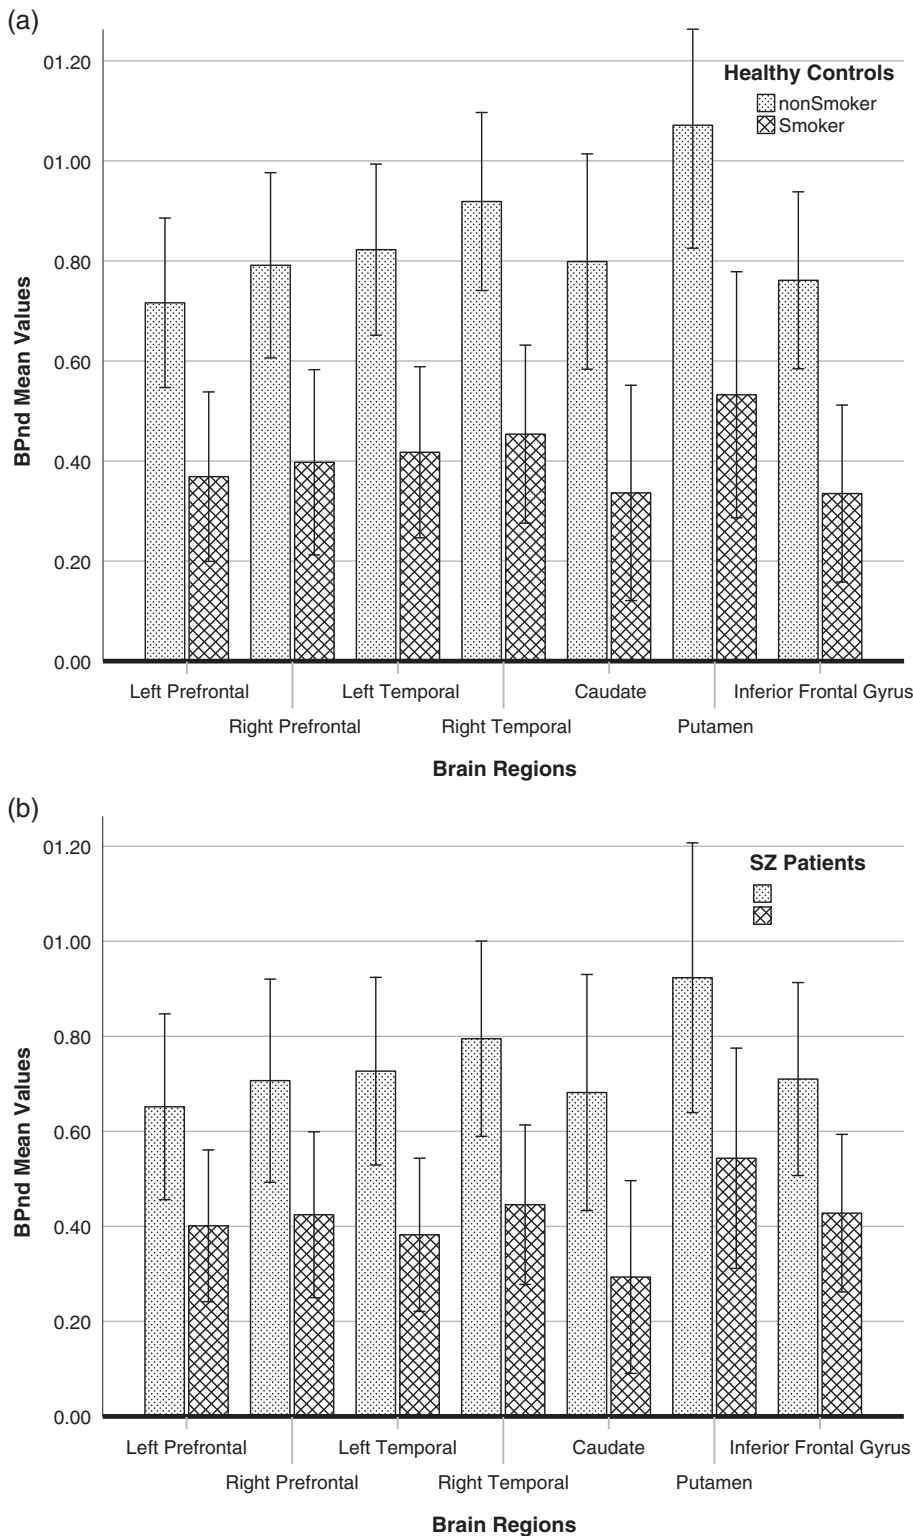 (a)
01.20
01.00
0.80
0.60
0.40
0.20
0.00
BPnd Mean Values
Healthy Controls
nonSmoker
Smoker
Left Prefrontal
Right Prefrontal
Left Temporal
Right Temporal
Caudate
Putamen
Inferior Frontal Gyrus
Brain Regions
(b)
01.20
01.00
0.80
0.60
0.40
0.20
0.00
BPnd Mean Values
SZ Patients
Left Prefrontal
Right Prefrontal
Left Temporal
Right Temporal
Caudate
Putamen
Inferior Frontal Gyrus
Brain Regions